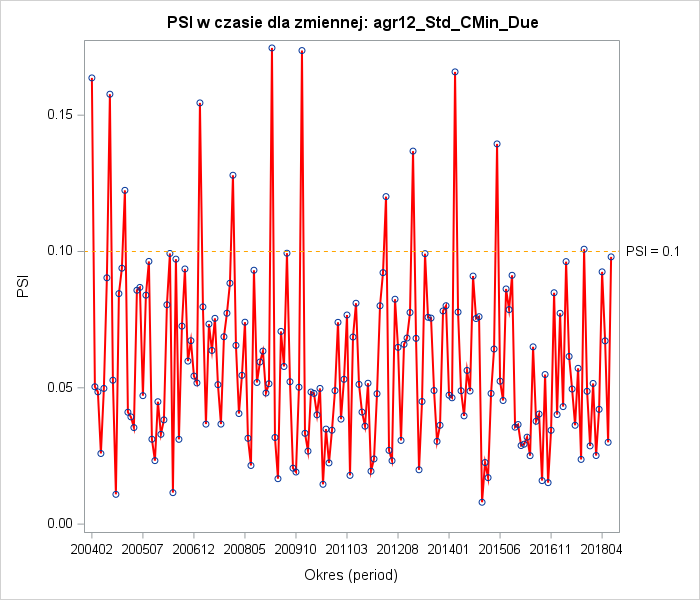 PSI w czasie dla zmiennej: agr12_Std_CMin_Due
0.15
0.10
0.05
0.00
PSI
PSI = 0.1
200402 200507 200612 200805 200910 201103 201208 201401 201506 201611 201804
Okres (period)